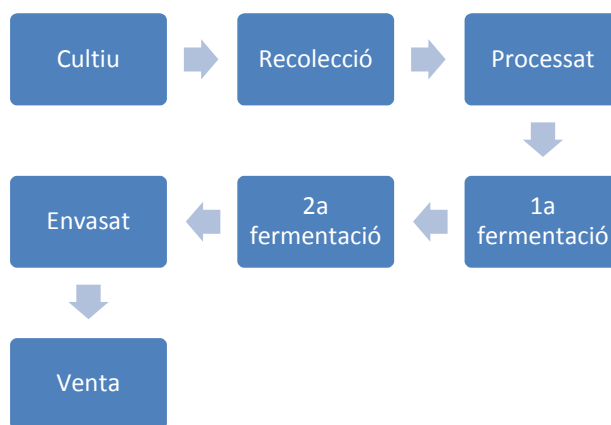 Cultiu
Recolecció
Processat
1a
fermentació
2a
fermentació
Envasat
Venta